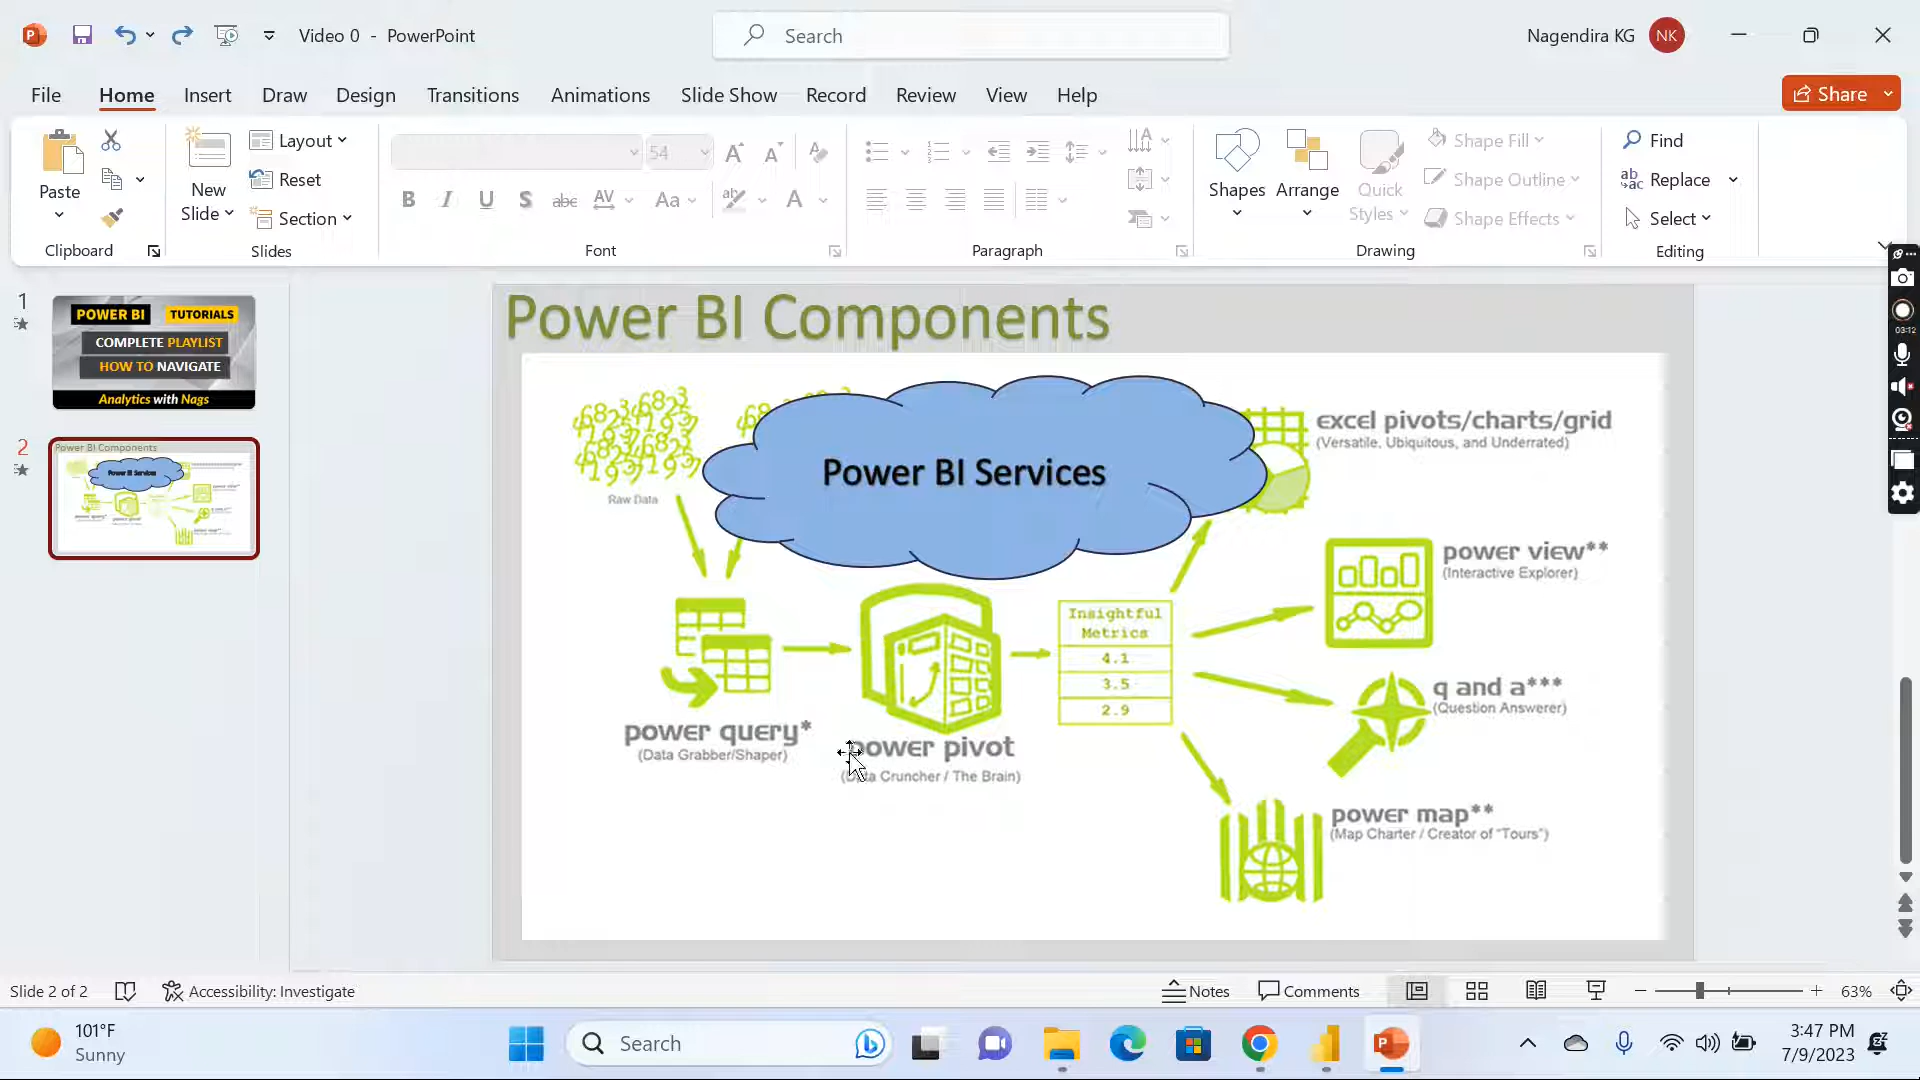 Video 0 - PowerPoint
Search
Nagendira KG
NK
File
Home
Insert
Draw
Design
Transitions
Animations
Slide Show
Record
Review
View
Help
Share
Paste
New
Slide
Layout
Reset
Section
54
Shapes
Arrange
Quick
Styles
Shape Fill
Shape Outline
Shape Effects
Find
Replace
Select
Clipboard
Slides
Font
Paragraph
Drawing
Editing
1
POWER BI TUTORIALS
COMPLETE PLAYLIST
HOW TO NAVIGATE
Analytics with Nags
2
Power BI Components
Power BI Services
Power BI Components
Raw Data
Power BI Services
excel pivots/charts/grid
(Versatile, Ubiquitous, and Underrated)
power view**
(Interactive Explorer)
Insightful
Metrics
4.1
3.5
2.9
q and a***
(Question Answerer)
power query*
(Data Grabber/Shaper)
power pivot
(Data Cruncher / The Brain)
power map**
(Map Charter / Creator of "Tours")
03:12
Slide 2 of 2
Accessibility: Investigate
Notes
Comments
63%
101°F
Sunny
Search
3:47 PM
7/9/2023